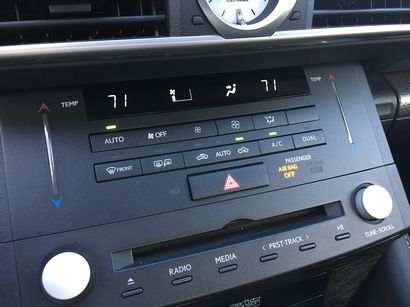 71 71
TEMP TEMP
AUTO OFF
FRONT AUTO A/C DUAL
PASSENGER
AIR BAG
OFF
RADIO MEDIA < PRST·TRACK >
TUNE·SCROLL